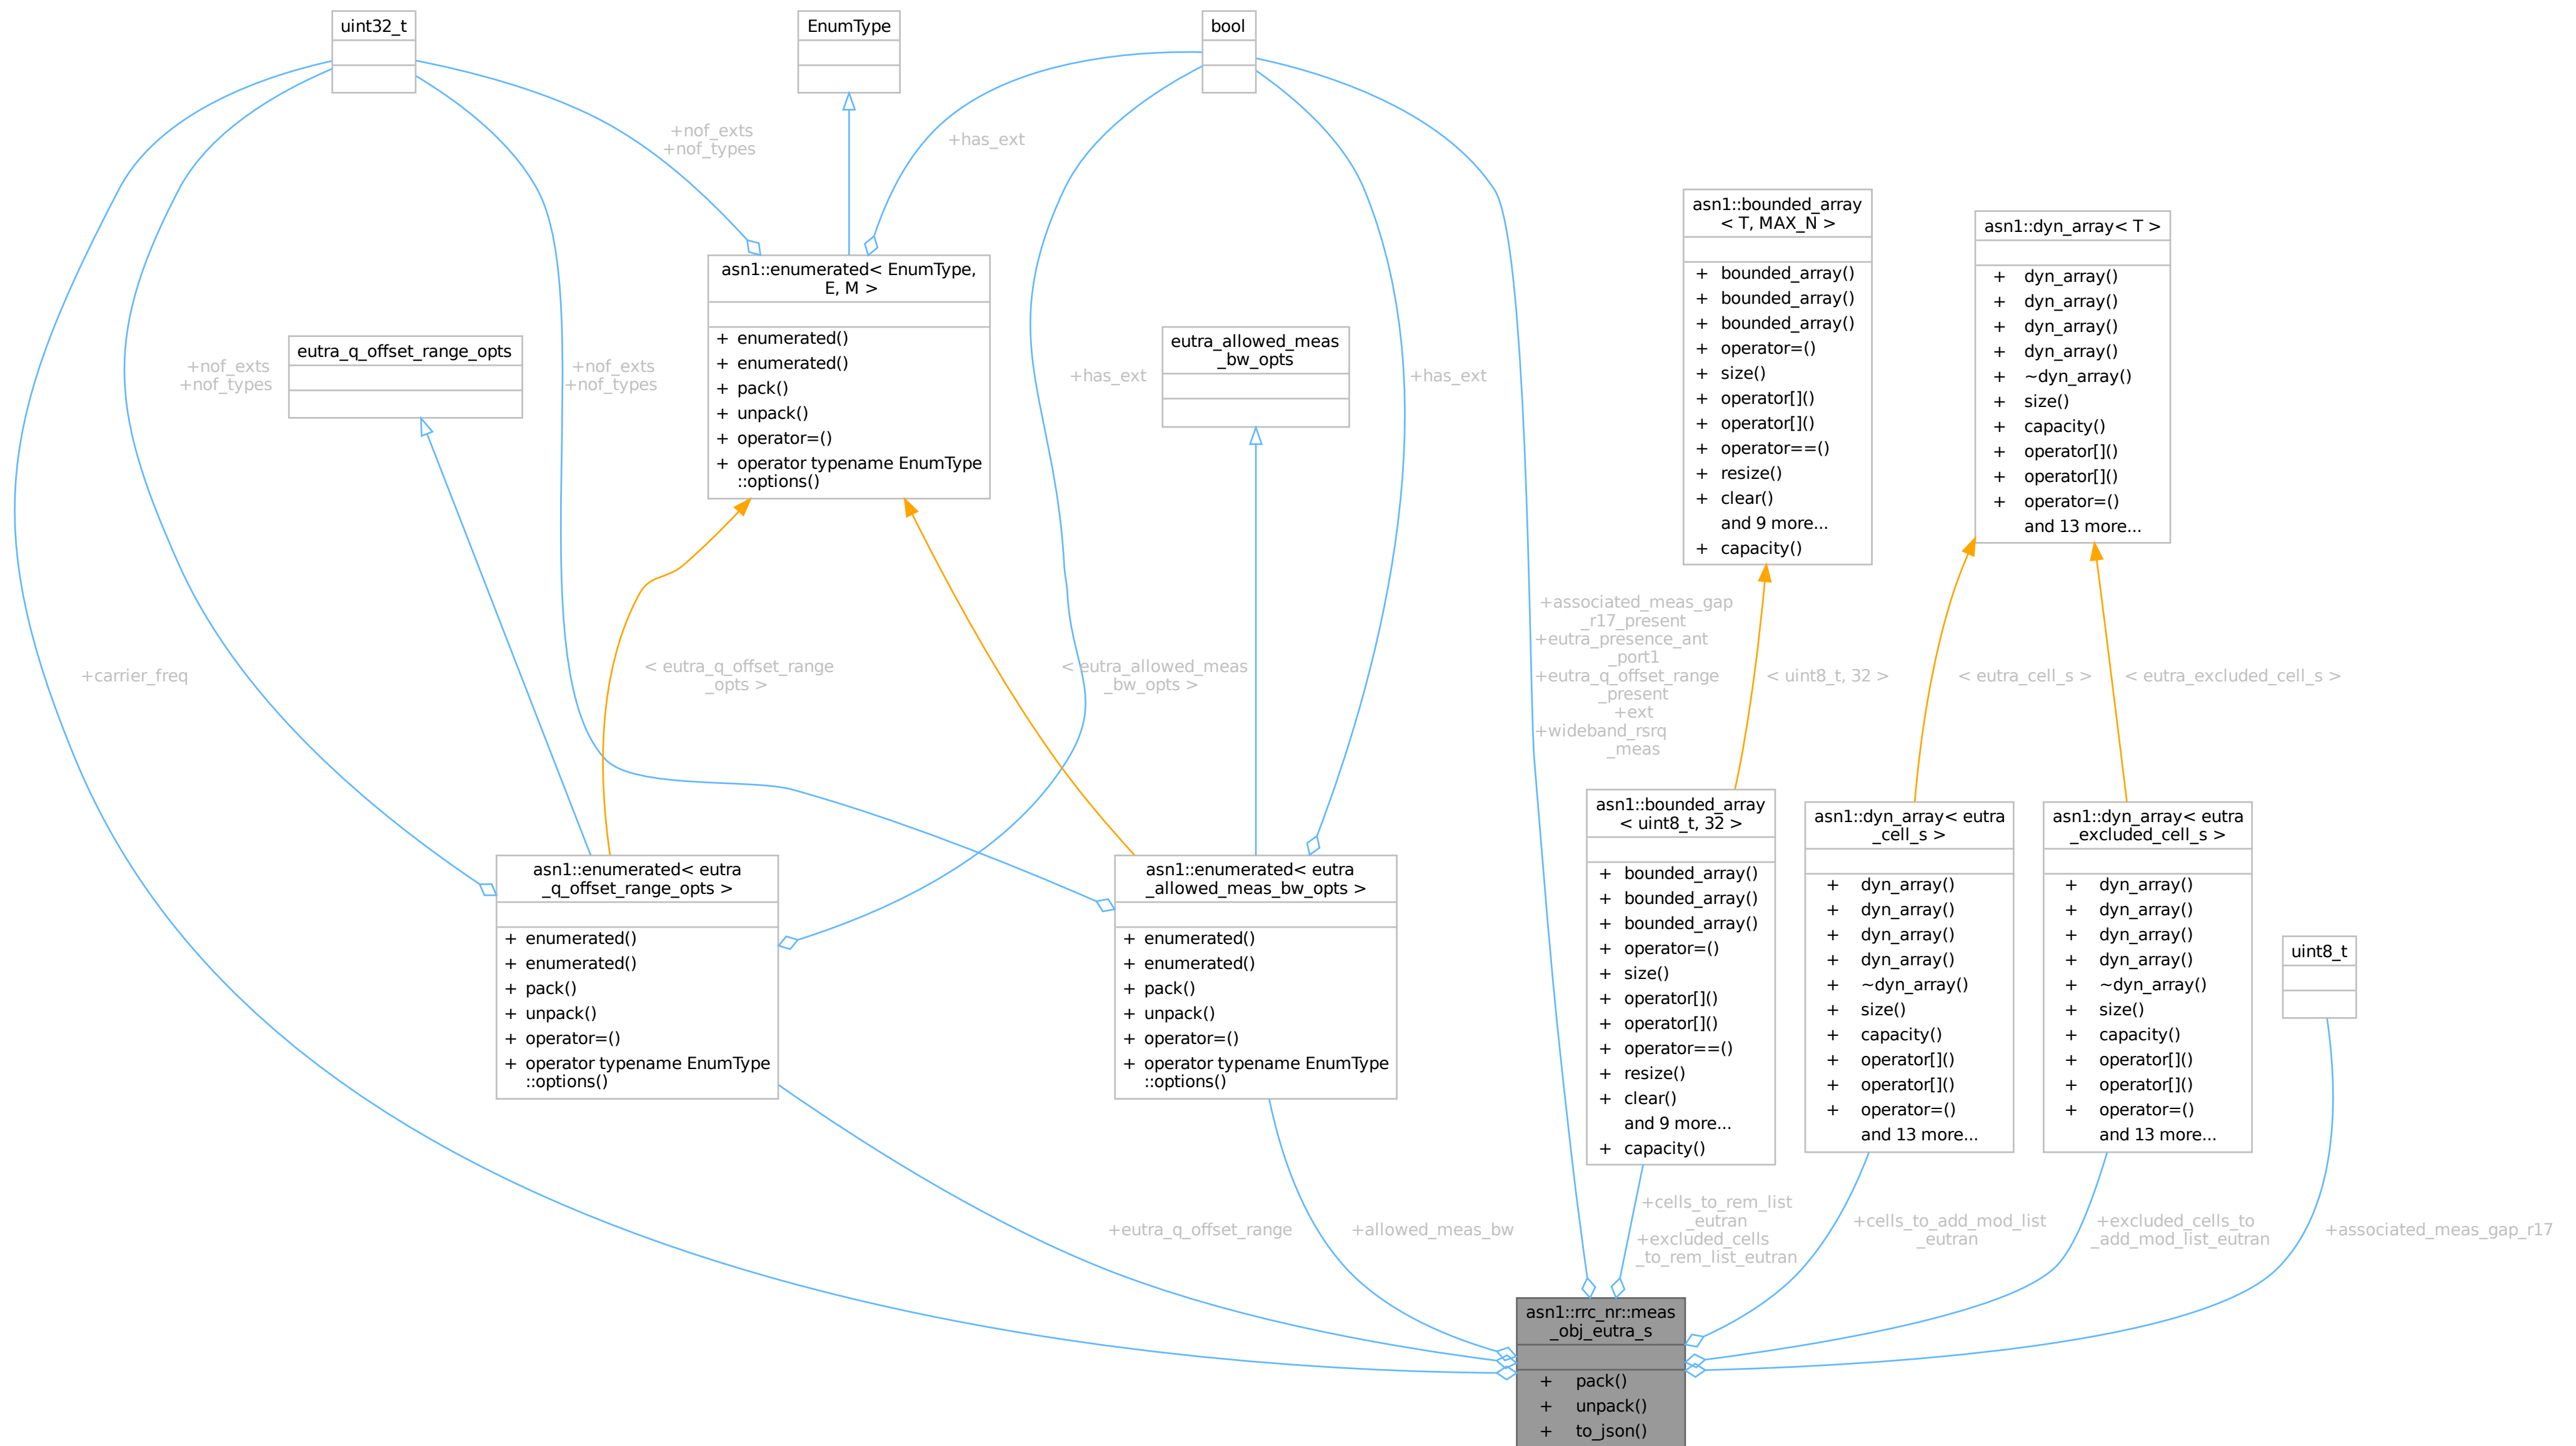 uint32_t
EnumType
bool
+nof_exts
+nof_types
+has_ext
asn1::bounded_array
< T, MAX_N >
+ bounded_array()
+ bounded_array()
+ bounded_array()
+ operator=()
+ size()
+ operator[]()
+ operator[]()
+ operator==()
+ resize()
+ clear()
and 9 more...
+ capacity()
asn1::dyn_array< T >
+ dyn_array()
+ dyn_array()
+ dyn_array()
+ dyn_array()
+ ~dyn_array()
+ size()
+ capacity()
+ operator[]()
+ operator[]()
+ operator=()
and 13 more...
asn1::enumerated< EnumType,
E, M >
+ enumerated()
+ enumerated()
+ pack()
+ unpack()
+ operator=()
+ operator typename EnumType
::options()
eutra_q_offset_range_opts
eutra_allowed_meas
_bw_opts
+nof_exts
+nof_types
+nof_exts
+nof_types
+has_ext
+has_ext
+associated_meas_gap
_r17_present
+eutra_presence_ant
_port1
+eutra_q_offset_range
_present
+ext
+wideband_rsrq
_meas
+carrier_freq
< eutra_q_offset_range
_opts >
< eutra_allowed_meas
_bw_opts >
< uint8_t, 32 >
< eutra_cell_s >
< eutra_excluded_cell_s >
asn1::enumerated< eutra
_q_offset_range_opts >
+ enumerated()
+ enumerated()
+ pack()
+ unpack()
+ operator=()
+ operator typename EnumType
::options()
asn1::enumerated< eutra
_allowed_meas_bw_opts >
+ enumerated()
+ enumerated()
+ pack()
+ unpack()
+ operator=()
+ operator typename EnumType
::options()
asn1::bounded_array
< uint8_t, 32 >
+ bounded_array()
+ bounded_array()
+ bounded_array()
+ operator=()
+ size()
+ operator[]()
+ operator[]()
+ operator==()
+ resize()
+ clear()
and 9 more...
+ capacity()
asn1::dyn_array< eutra
_cell_s >
+ dyn_array()
+ dyn_array()
+ dyn_array()
+ dyn_array()
+ ~dyn_array()
+ size()
+ capacity()
+ operator[]()
+ operator[]()
+ operator=()
and 13 more...
asn1::dyn_array< eutra
_excluded_cell_s >
+ dyn_array()
+ dyn_array()
+ dyn_array()
+ dyn_array()
+ ~dyn_array()
+ size()
+ capacity()
+ operator[]()
+ operator[]()
+ operator=()
and 13 more...
uint8_t
+eutra_q_offset_range
+allowed_meas_bw
+cells_to_rem_list
_eutran
+excluded_cells
_to_rem_list_eutran
+cells_to_add_mod_list
_eutran
+excluded_cells_to
_add_mod_list_eutran
+associated_meas_gap_r17
asn1::rrc_nr::meas
_obj_eutra_s
+ pack()
+ unpack()
+ to_json()